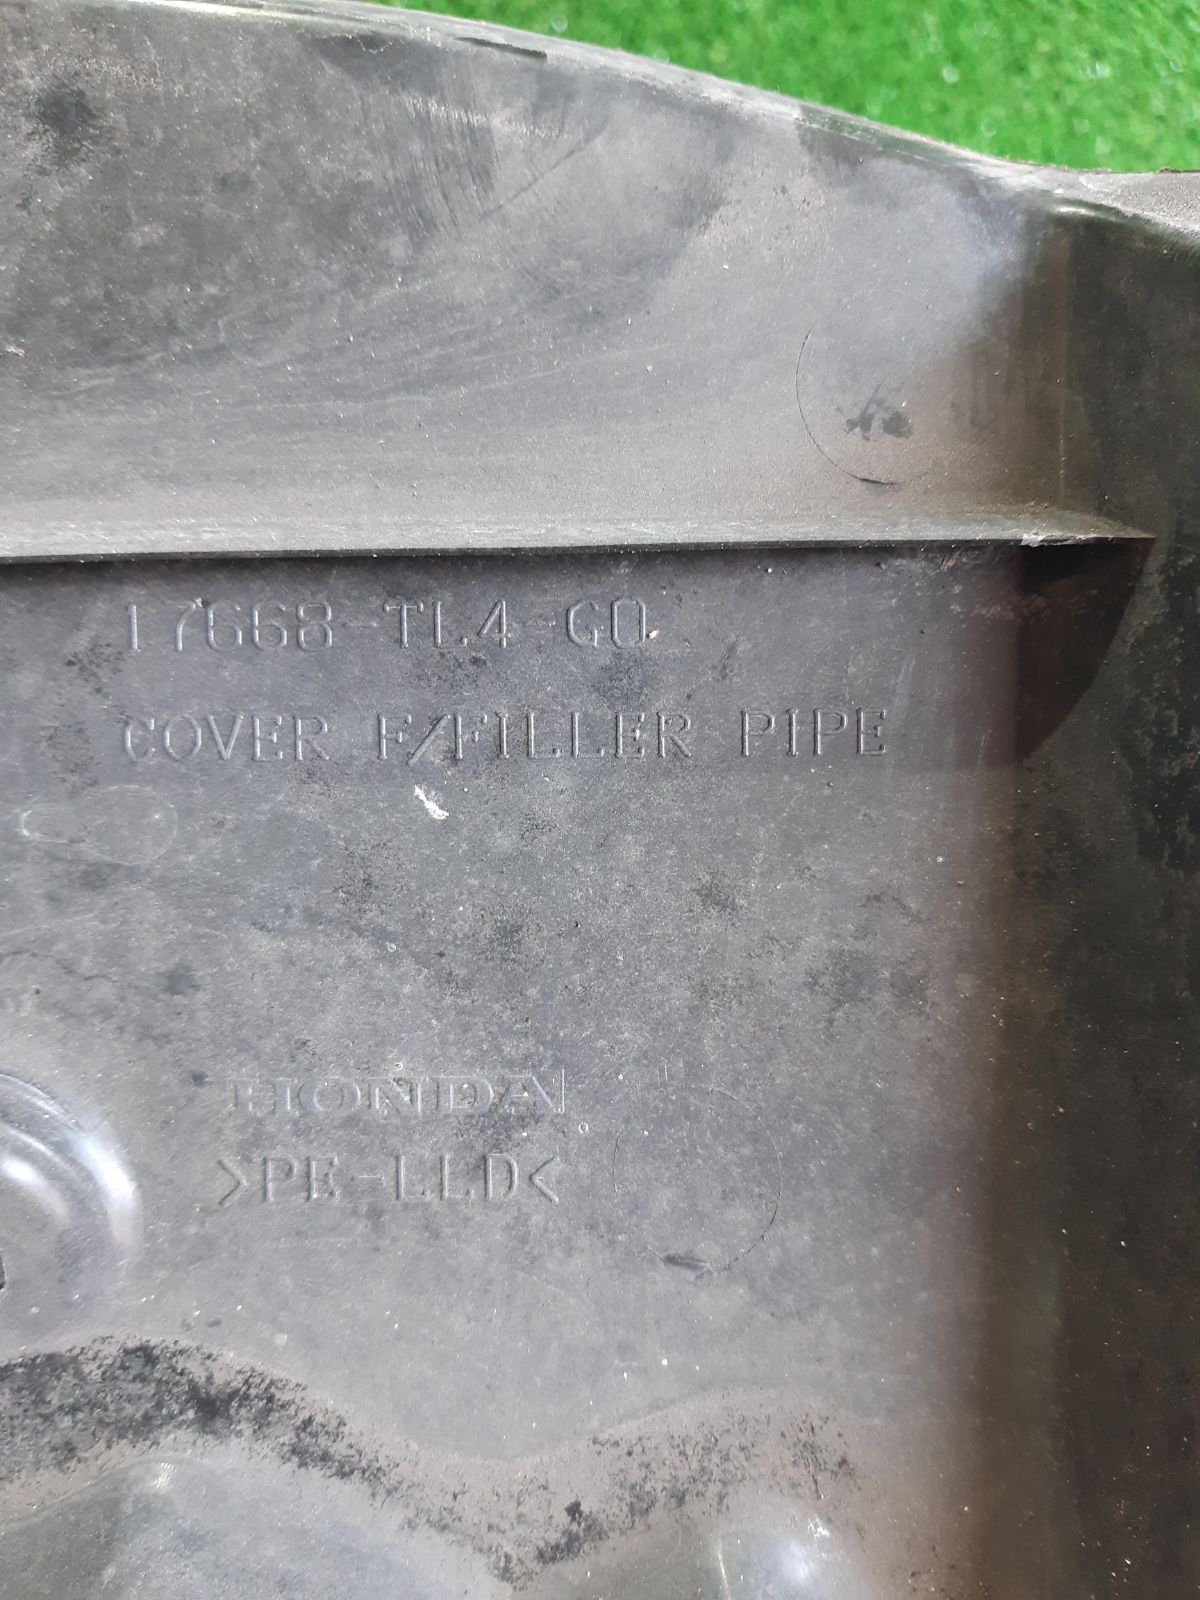 17668-TL4-G0
COVER F/FILLER PIPE
HONDA
>PE-LLD<